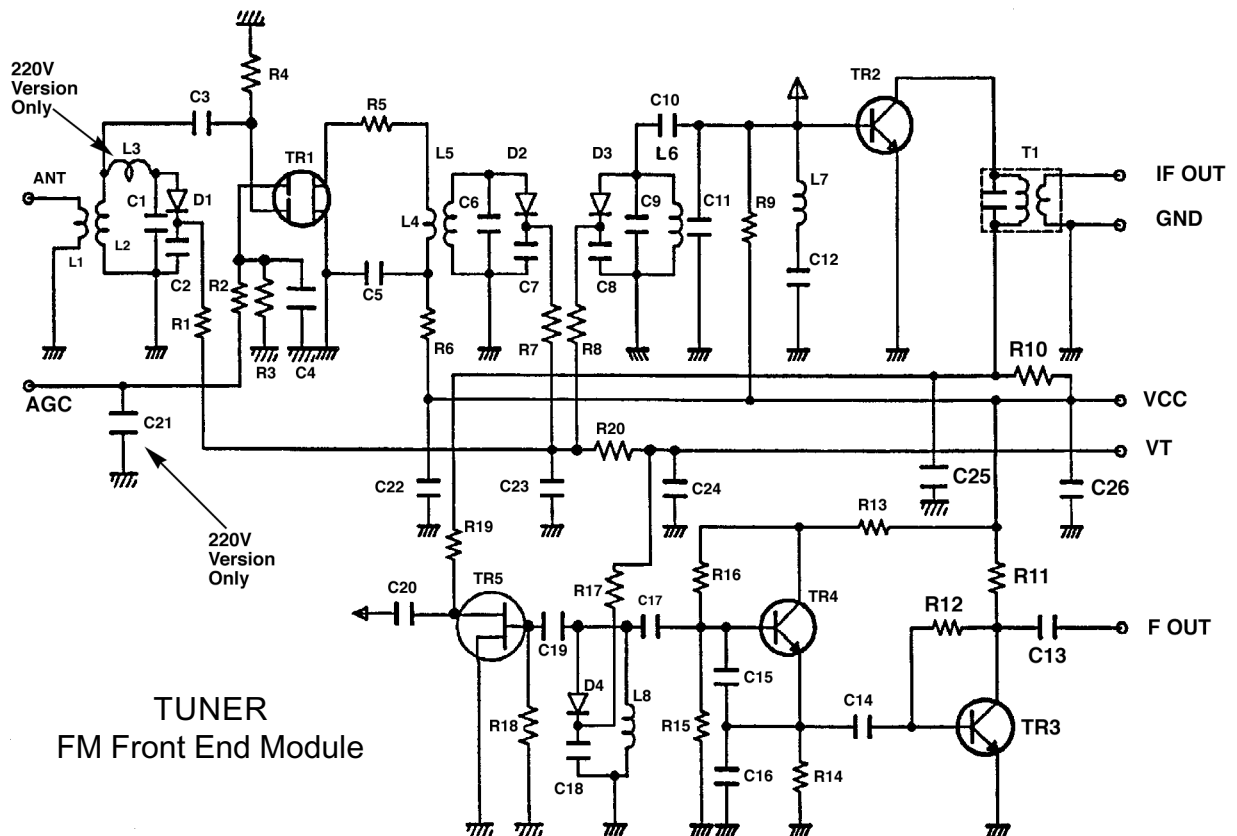 220V
Version
Only
R4
C3
R5
TR2
C10
L3
TR1
L5
D2
D3
L6
T1
ANT
IF OUT
C1
D1
L7
L4
C6
C9
C11
R9
GND
L1
L2
C2
R2
C12
C5
C7
C8
R1
R3
C4
R6
R7
R8
R10
AGC
VCC
C21
R20
VT
C22
C23
C24
C25
C26
220V
Version
Only
R19
R13
C20
TR5
R17
C17
R16
TR4
R11
R12
F OUT
C19
C13
D4
L8
C15
TUNER
FM Front End Module
R18
R15
C14
TR3
C18
C16
R14